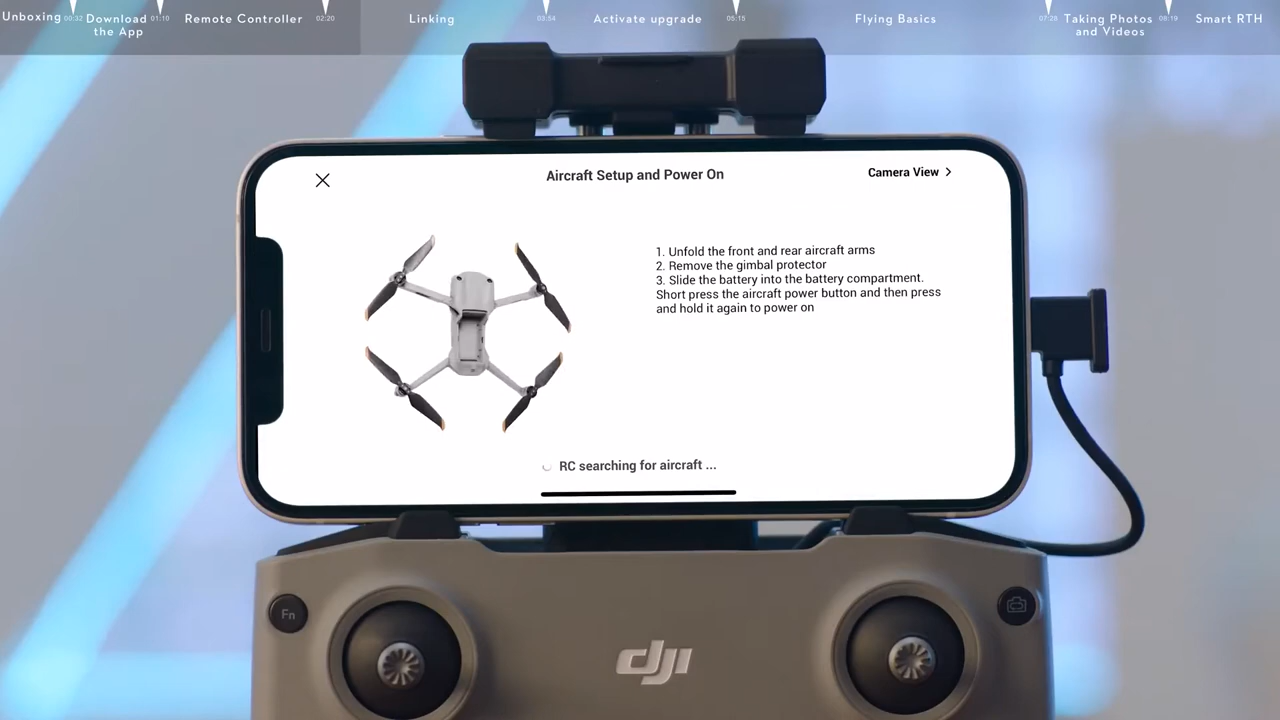 Unboxing
00:32
Download
the App
01:10
Remote Controller
02:20
Linking
03:54
Activate upgrade
05:15
Flying Basics
07:28
Taking Photos
and Videos
08:19
Smart RTH
Aircraft Setup and Power On
Camera View
1. Unfold the front and rear aircraft arms
2. Remove the gimbal protector
3. Slide the battery into the battery compartment.
Short press the aircraft power button and then press
and hold it again to power on
RC searching for aircraft ...
Fn
dji